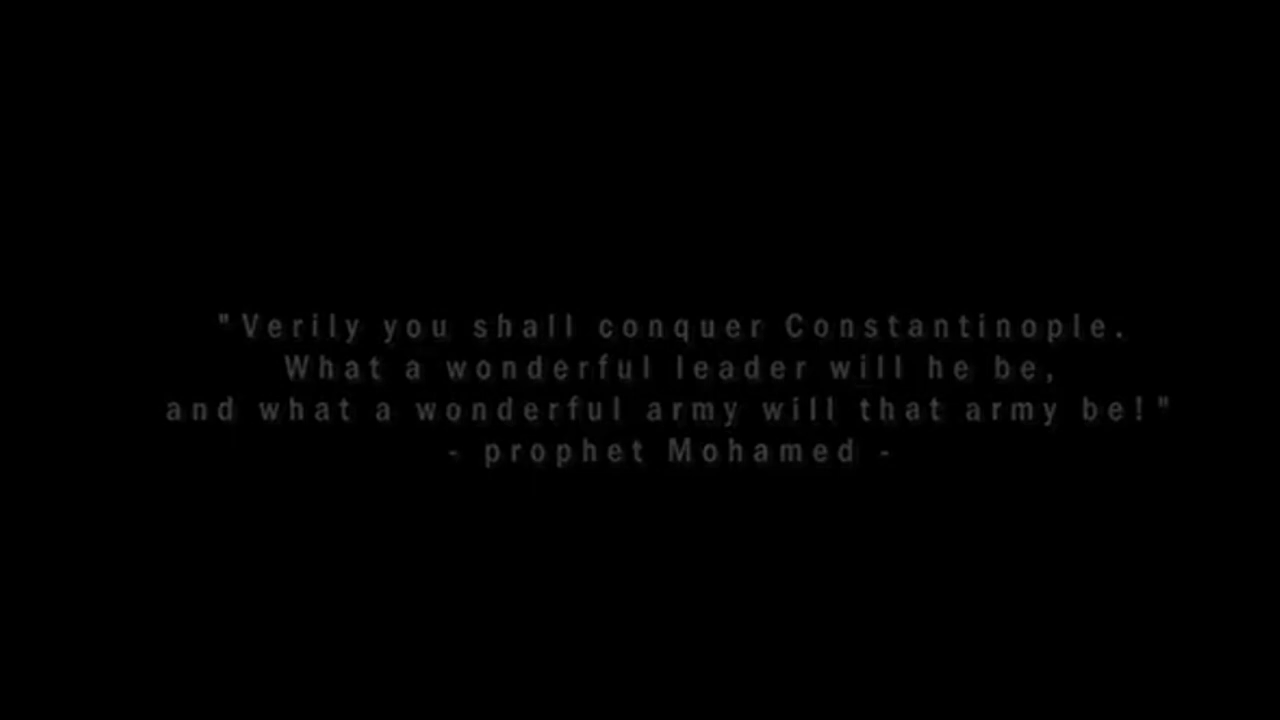 "Verily you shall conquer Constantinople.
What a wonderful leader will he be,
and what a wonderful army will that army be!"
- prophet Mohamed -